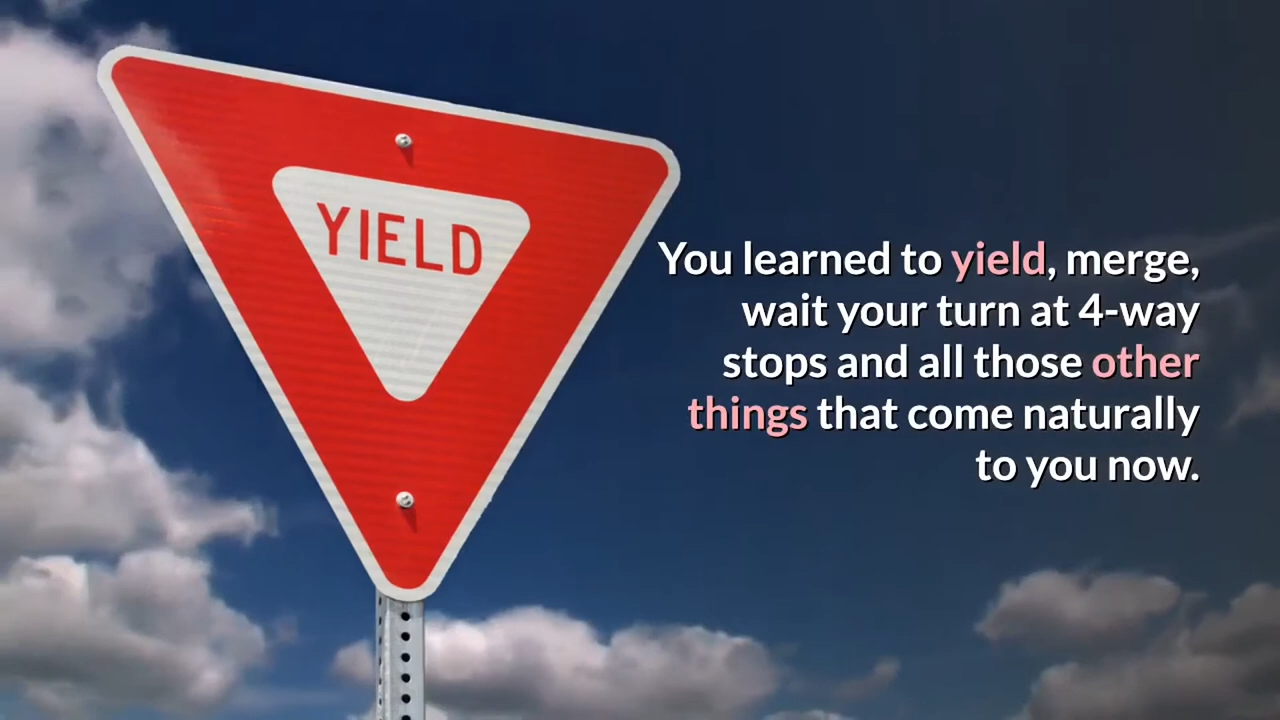 YIELD
You learned to yield, merge,
wait your turn at 4-way
stops and all those other
things that come naturally
to you now.